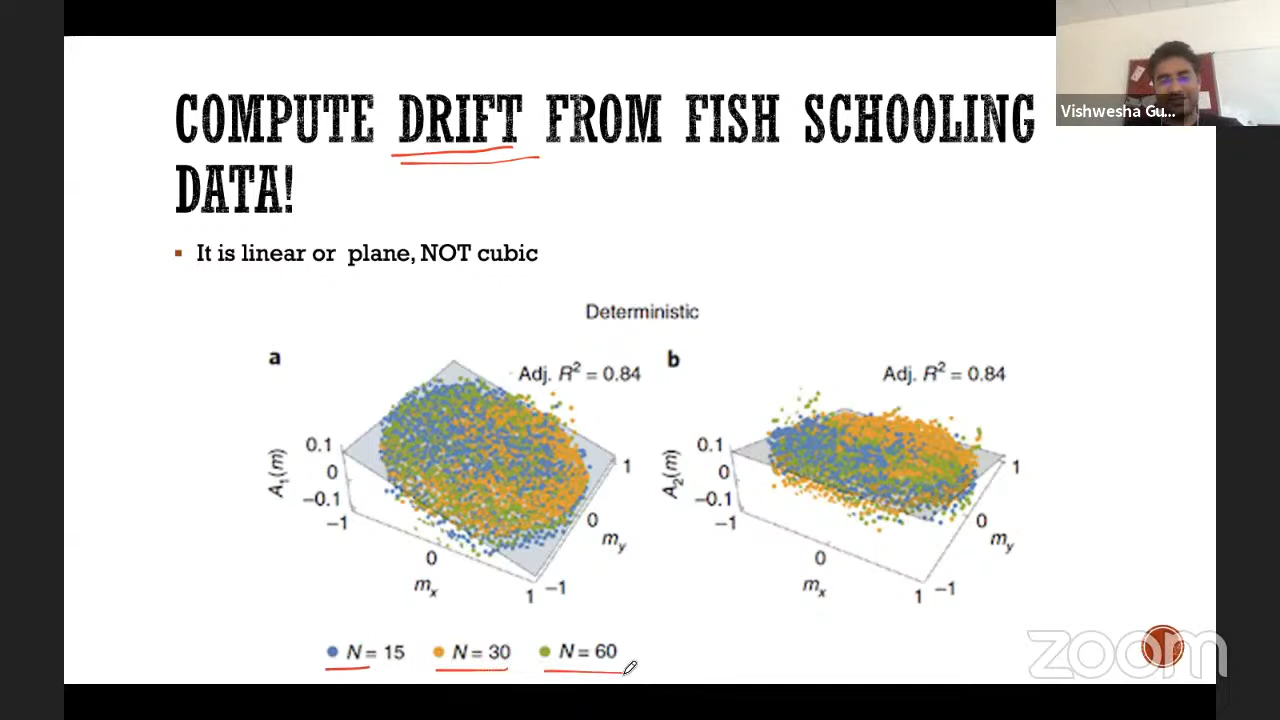 COMPUTE DRIFT FROM FISH SCHOOLING
DATA!
Vishwesha Gu...
▪ It is linear or plane, NOT cubic
Deterministic
a
Adj. R² = 0.84
A₁(m)
0.1
0
−0.1
−1
0
1
mₓ
−1
0
1
m_y
b
Adj. R² = 0.84
A₂(m)
0.1
0
−0.1
−1
0
1
mₓ
−1
0
1
m_y
N = 15 N = 30 N = 60
zoom